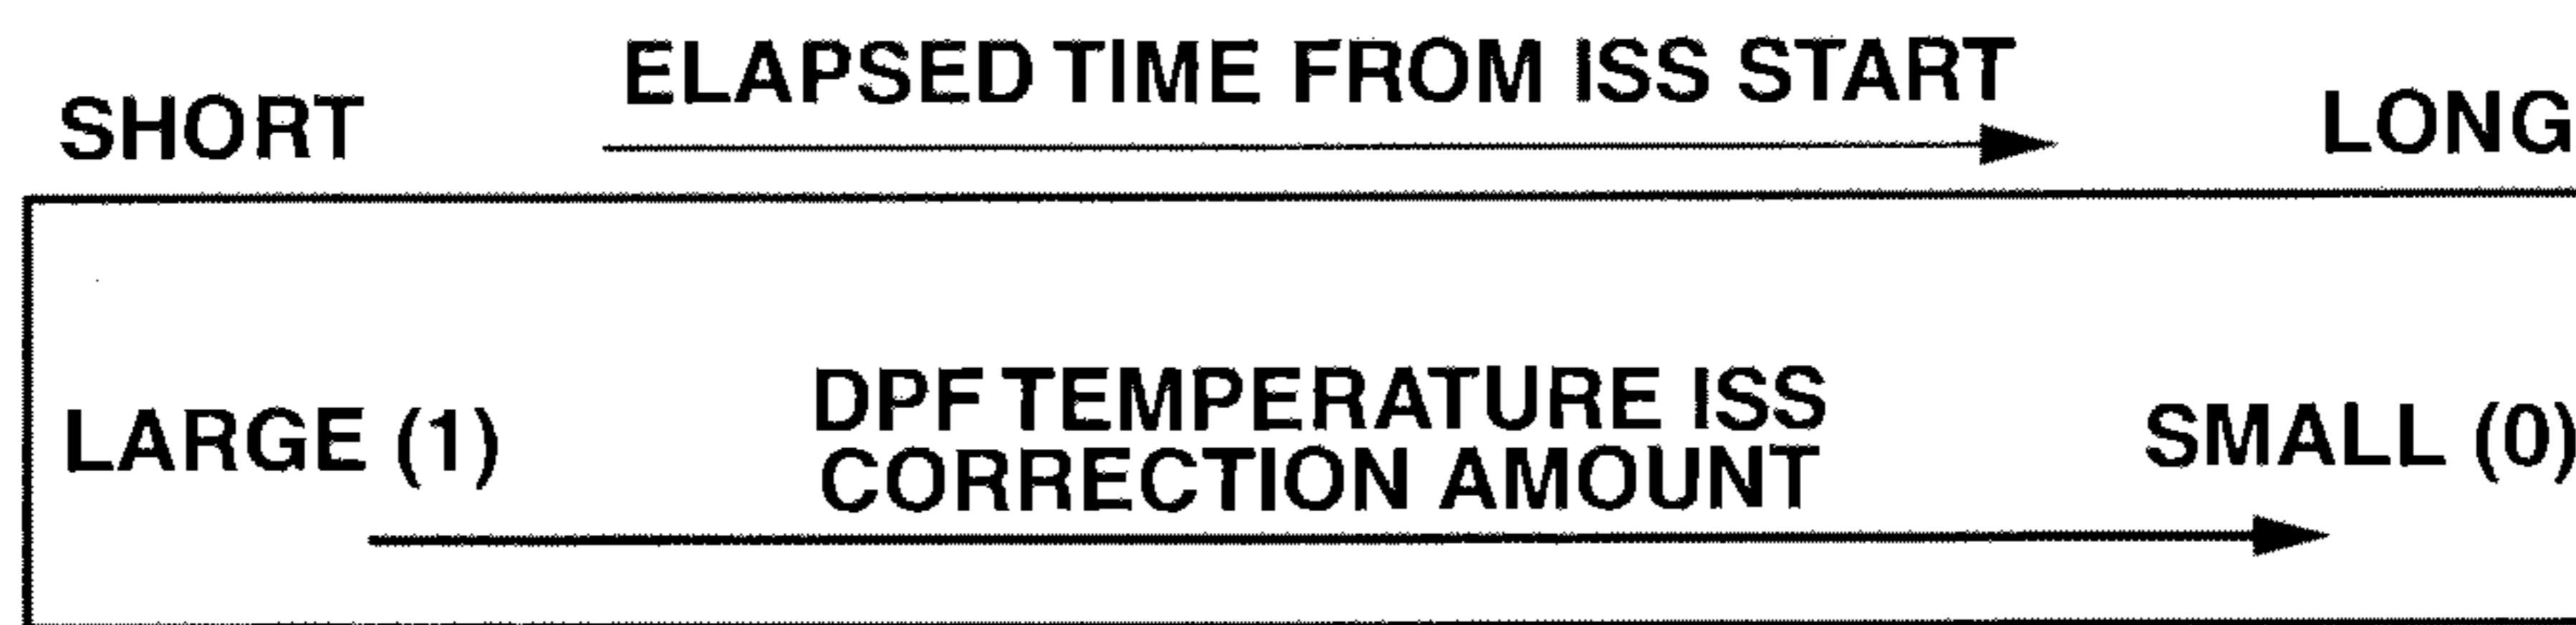 ELAPSED TIME FROM ISS START
SHORT
LONG
DPF TEMPERATURE ISS
LARGE (1)
CORRECTION AMOUNT
SMALL (0)